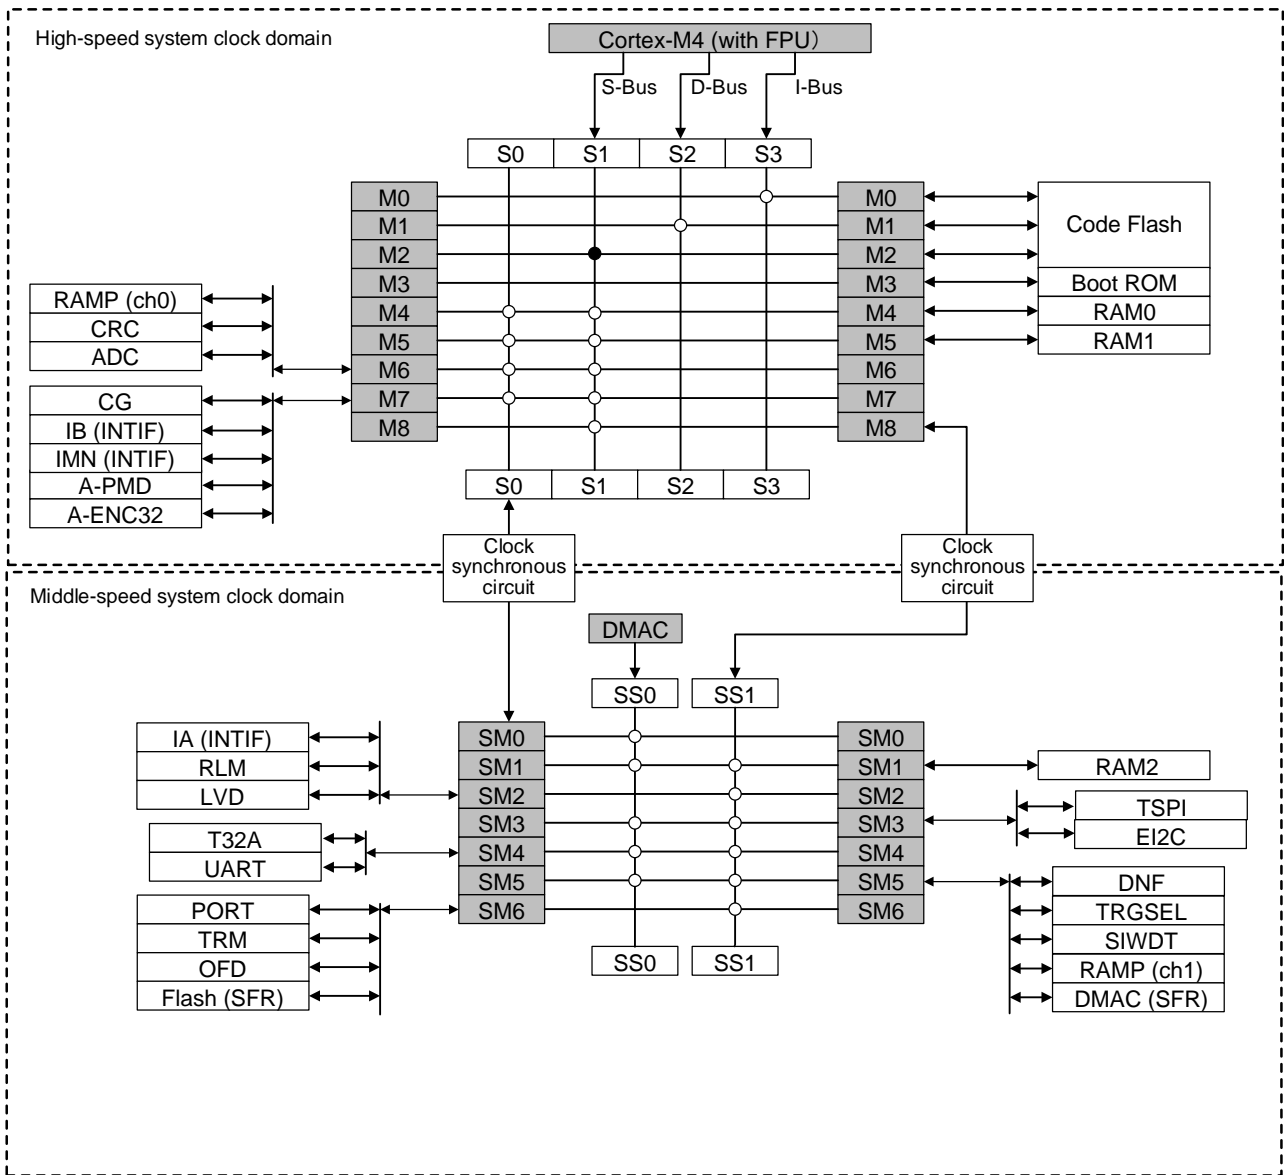 High-speed system clock domain
Cortex-M4 (with FPU)
S-Bus
D-Bus
I-Bus
S0
S1
S2
S3
M0
M1
M2
M3
M4
M5
M6
M7
M8
M0
M1
M2
M3
M4
M5
M6
M7
M8
Code Flash
Boot ROM
RAM0
RAM1
RAMP (ch0)
CRC
ADC
CG
IB (INTIF)
IMN (INTIF)
A-PMD
A-ENC32
S0
S1
S2
S3
Clock
synchronous
circuit
Clock
synchronous
circuit
Middle-speed system clock domain
DMAC
SS0
SS1
IA (INTIF)
RLM
LVD
T32A
UART
PORT
TRM
OFD
Flash (SFR)
SM0
SM1
SM2
SM3
SM4
SM5
SM6
SM0
SM1
SM2
SM3
SM4
SM5
SM6
RAM2
TSPI
EI2C
DNF
TRGSEL
SIWDT
RAMP (ch1)
DMAC (SFR)
SS0
SS1